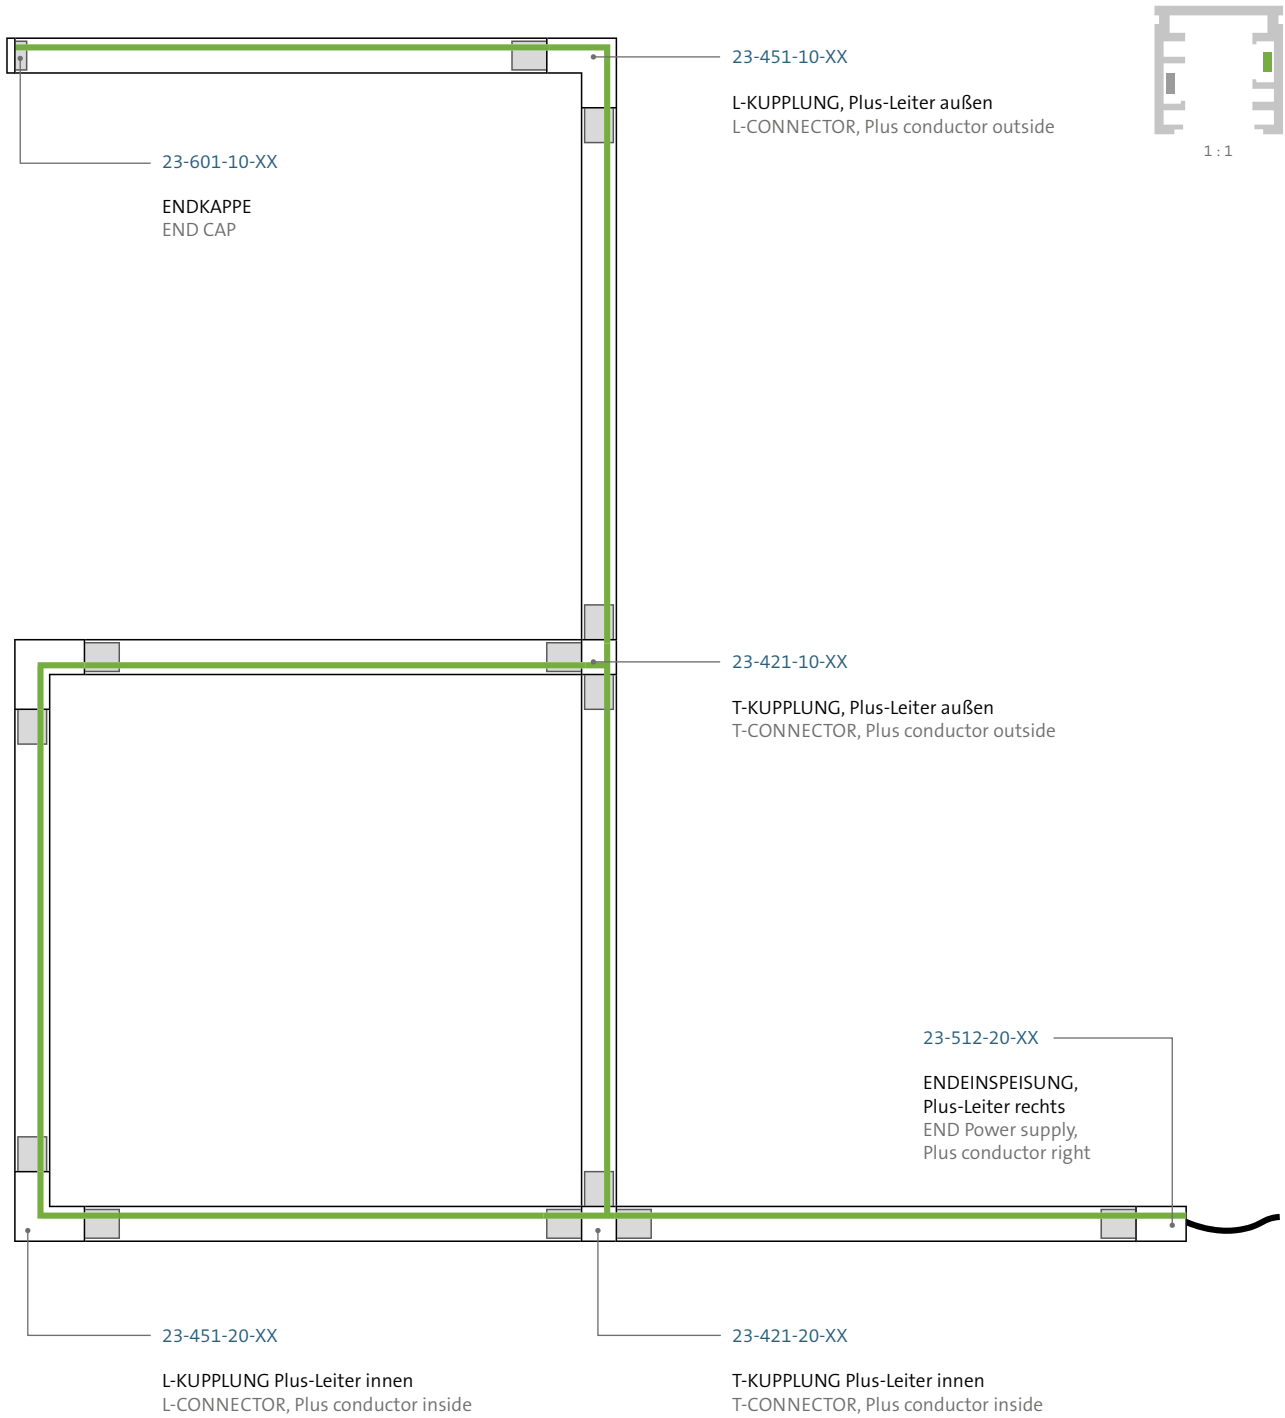 23-451-10-XX
L-KUPPLUNG, Plus-Leiter außen
L-CONNECTOR, Plus conductor outside
1 : 1
23-601-10-XX
ENDKAPPE
END CAP
23-421-10-XX
T-KUPPLUNG, Plus-Leiter außen
T-CONNECTOR, Plus conductor outside
23-512-20-XX
ENDEINSPEISUNG,
Plus-Leiter rechts
END Power supply,
Plus conductor right
23-451-20-XX
L-KUPPLUNG Plus-Leiter innen
L-CONNECTOR, Plus conductor inside
23-421-20-XX
T-KUPPLUNG Plus-Leiter innen
T-CONNECTOR, Plus conductor inside